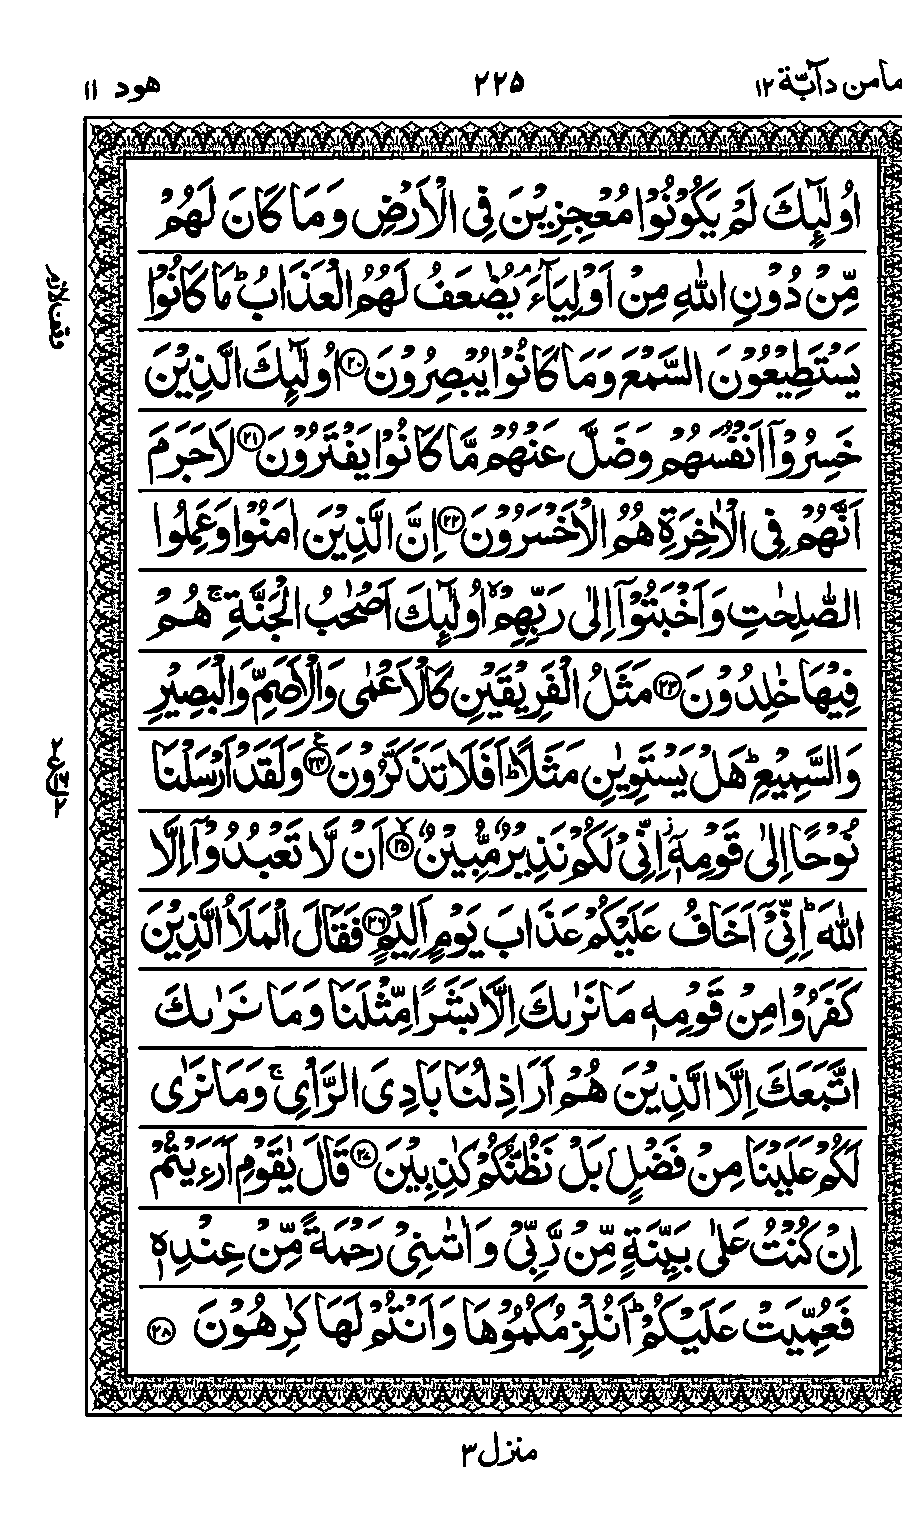 مامن دآبّة ١٢
٢٢٥
هود ١١
اُولٰٓئِكَ لَمْ يَكُوْنُوْا مُعْجِزِيْنَ فِى الْاَرْضِ وَمَا كَانَ لَهُمْ
مِّنْ دُوْنِ اللّٰهِ مِنْ اَوْلِيَآءَ ۘ يُضٰعَفُ لَهُمُ الْعَذَابُ ؕ مَا كَانُوْا
يَسْتَطِيْعُوْنَ السَّمْعَ وَمَا كَانُوْا يُبْصِرُوْنَ ﴿٢٠﴾ اُولٰٓئِكَ الَّذِيْنَ
خَسِرُوْۤا اَنْفُسَهُمْ وَضَلَّ عَنْهُمْ مَّا كَانُوْا يَفْتَرُوْنَ ﴿٢١﴾ لَاجَرَمَ
اَنَّهُمْ فِى الْاٰخِرَةِ هُمُ الْاَخْسَرُوْنَ ﴿٢٢﴾ اِنَّ الَّذِيْنَ اٰمَنُوْا وَعَمِلُوا
الصّٰلِحٰتِ وَاَخْبَتُوْۤا اِلٰى رَبِّهِمْ ۙ اُولٰٓئِكَ اَصْحٰبُ الْجَنَّةِ ۚ هُمْ
فِيْهَا خٰلِدُوْنَ ﴿٢٣﴾ مَثَلُ الْفَرِيْقَيْنِ كَالْاَعْمٰى وَالْاَصَمِّ وَالْبَصِيْرِ
وَالسَّمِيْعِ ؕ هَلْ يَسْتَوِيٰنِ مَثَلًا ؕ اَفَلَا تَذَكَّرُوْنَ ﴿٢٤﴾ ع وَلَقَدْ اَرْسَلْنَا
نُوْحًا اِلٰى قَوْمِهٖۤ ؗ اِنِّىْ لَكُمْ نَذِيْرٌ مُّبِيْنٌ ﴿٢٥﴾ ۙ اَنْ لَّا تَعْبُدُوْۤا اِلَّا
اللّٰهَ ؕ اِنِّىْۤ اَخَافُ عَلَيْكُمْ عَذَابَ يَوْمٍ اَلِيْمٍ ﴿٢٦﴾ فَقَالَ الْمَلَاُ الَّذِيْنَ
كَفَرُوْا مِنْ قَوْمِهٖ مَا نَرٰىكَ اِلَّا بَشَرًا مِّثْلَنَا وَمَا نَرٰىكَ
اتَّبَعَكَ اِلَّا الَّذِيْنَ هُمْ اَرَاذِلُنَا بَادِىَ الرَّاْىِ ۚ وَمَا نَرٰى
لَكُمْ عَلَيْنَا مِنْ فَضْلٍۭ بَلْ نَظُنُّكُمْ كٰذِبِيْنَ ﴿٢٧﴾ قَالَ يٰقَوْمِ اَرَءَيْتُمْ
اِنْ كُنْتُ عَلٰى بَيِّنَةٍ مِّنْ رَّبِّىْ وَاٰتٰىنِىْ رَحْمَةً مِّنْ عِنْدِهٖ
فَعُمِّيَتْ عَلَيْكُمْ ؕ اَنُلْزِمُكُمُوْهَا وَاَنْتُمْ لَهَا كٰرِهُوْنَ ﴿٢٨﴾
وقف لازم
منزل ٣